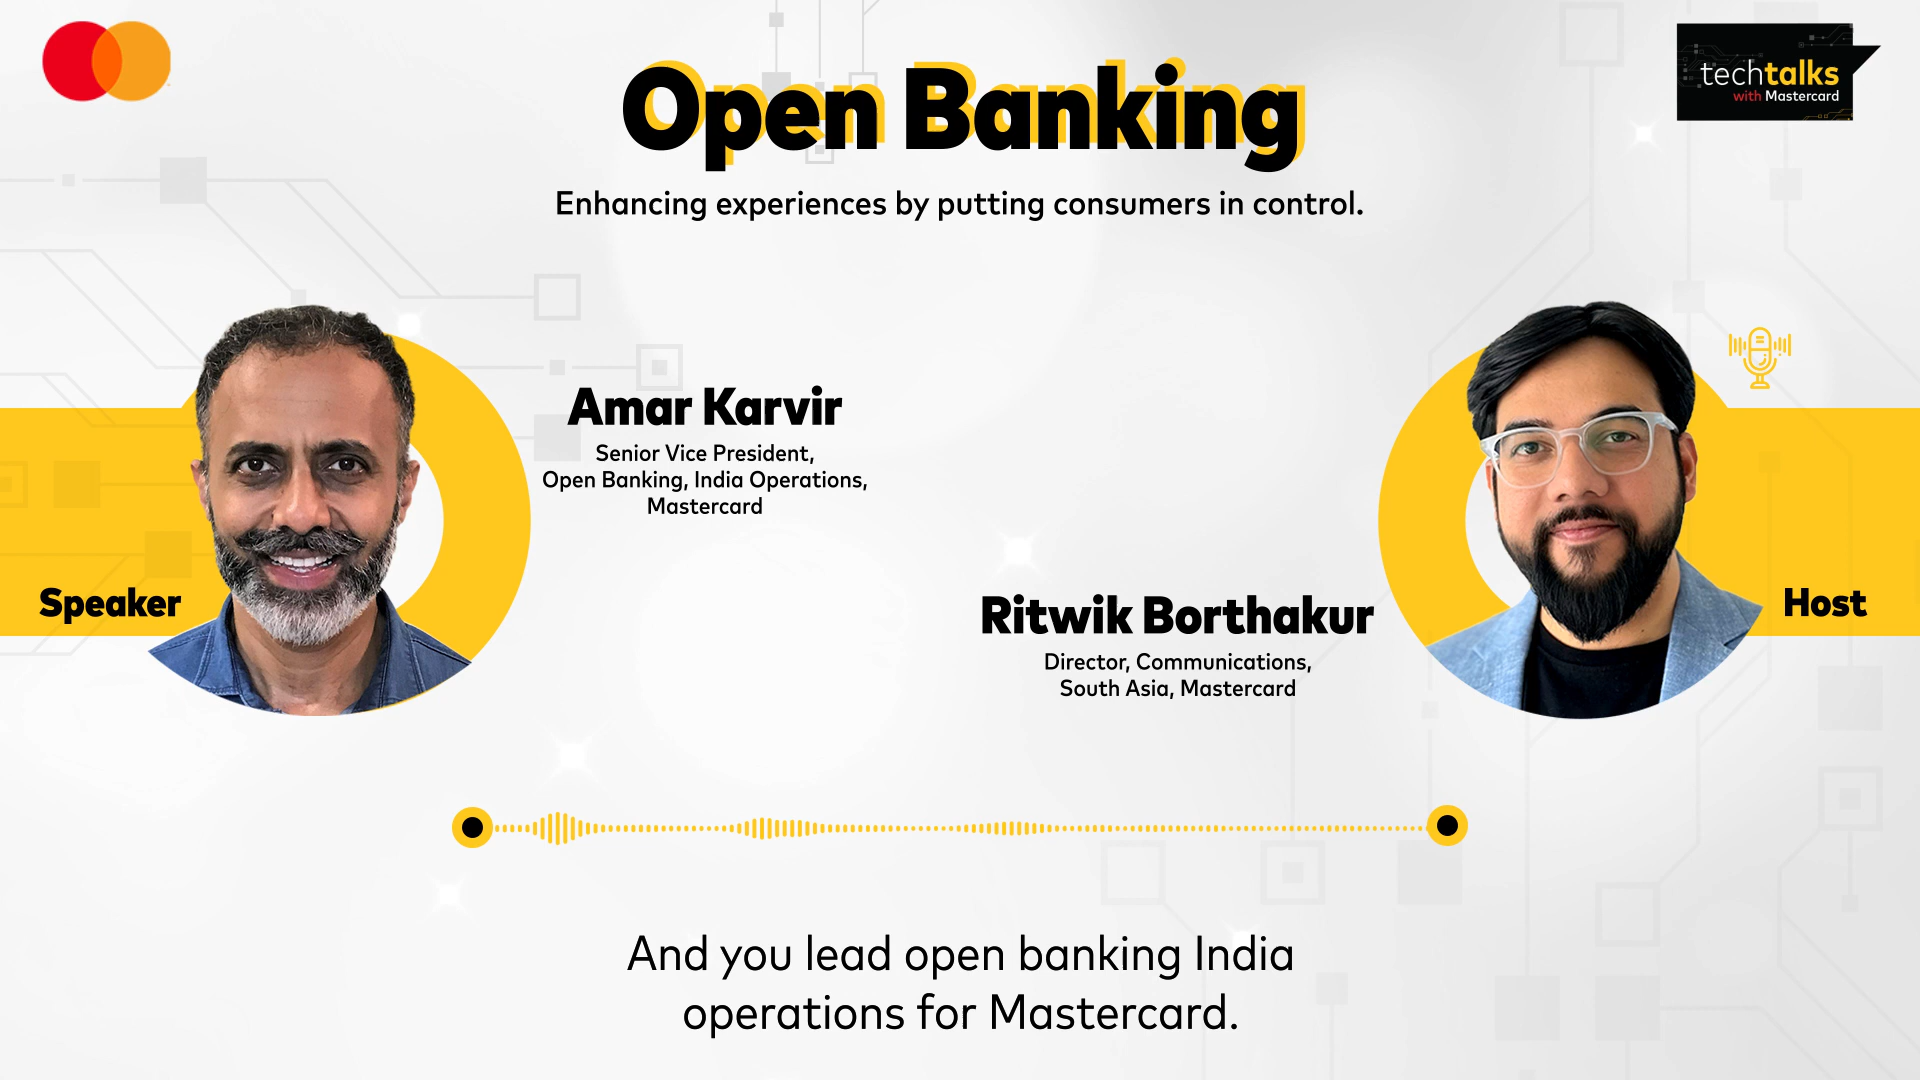 Open Banking
techtalks
with Mastercard
Enhancing experiences by putting consumers in control.
Amar Karvir
Senior Vice President,
Open Banking, India Operations,
Mastercard
Speaker
Ritwik Borthakur
Director, Communications,
South Asia, Mastercard
Host
And you lead open banking India
operations for Mastercard.